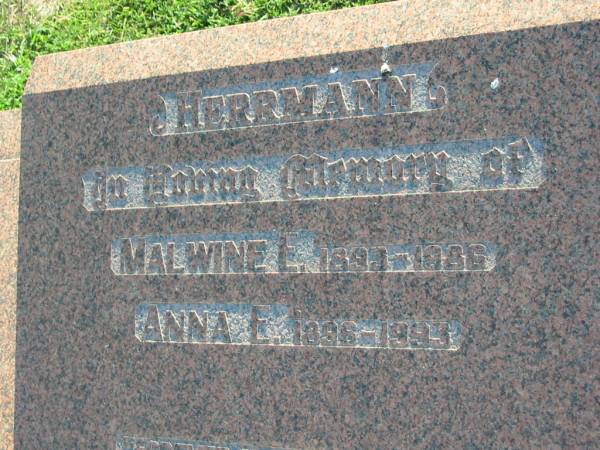 HERRMANN
In Loving Memory of
MALWINE E. 1893-1986
ANNA E. 1896-1993